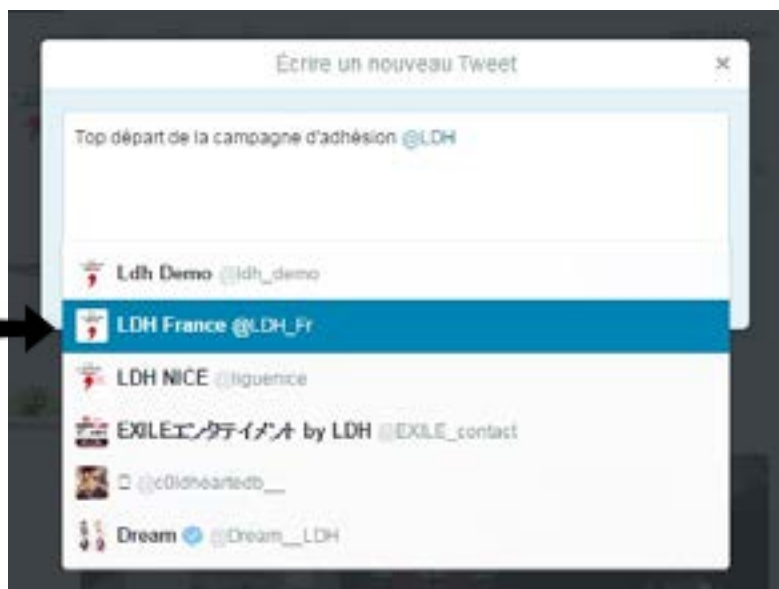 Écrire un nouveau Tweet ×
Top départ de la campagne d'adhésion @LDH
Ldh Demo @ldh_demo
LDH France @LDH_Fr
LDH NICE @liguenice
EXILEエンタテイメント by LDH @EXILE_contact
@c0ldheartedb__
Dream @Dream__LDH